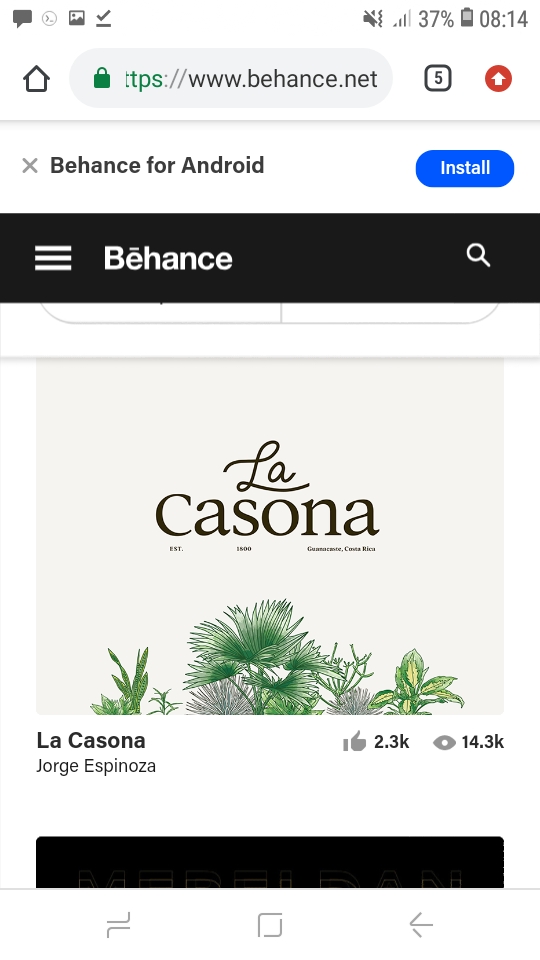 37% 08:14
ttps://www.behance.net
5
Behance for Android
Install
Bēhance
La
Casona
EST. 1800 Guanacaste, Costa Rica
La Casona 2.3k 14.3k
Jorge Espinoza